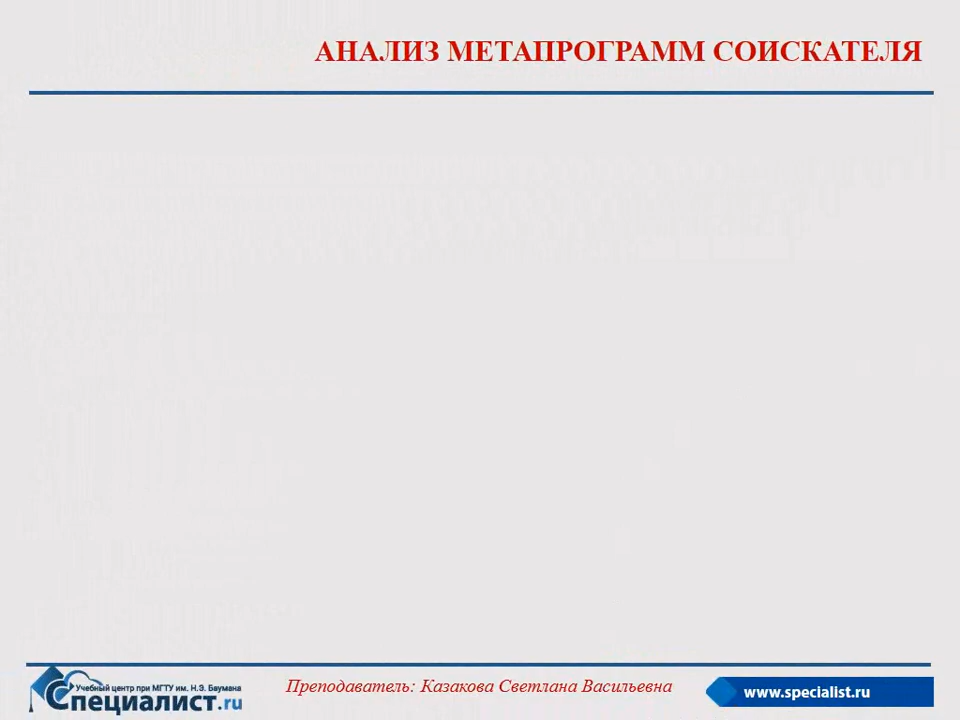 АНАЛИЗ МЕТАПРОГРАММ СОИСКАТЕЛЯ
Учебный центр при МГТУ им. Н.Э. Баумана
Специалист.ru
Преподаватель: Казакова Светлана Васильевна
www.specialist.ru